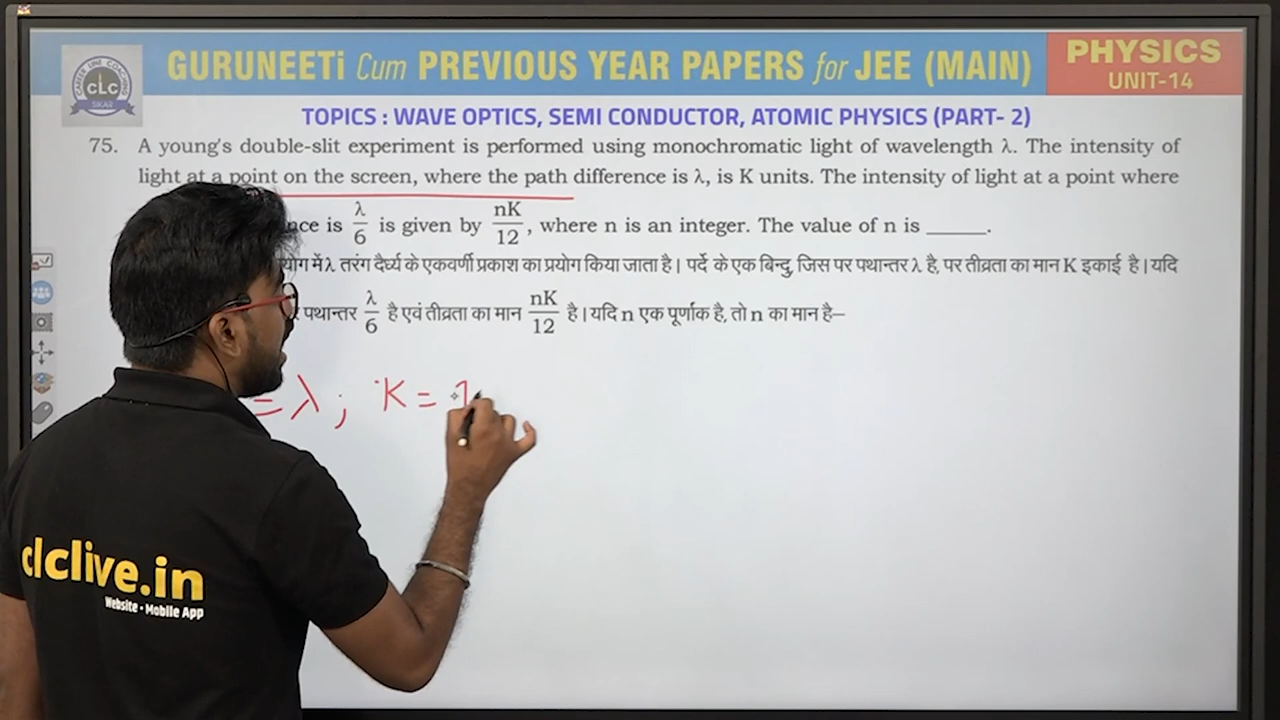 GURUNEETi Cum PREVIOUS YEAR PAPERS for JEE (MAIN)
PHYSICS
UNIT-14
CLC
SIKAR
TOPICS : WAVE OPTICS, SEMI CONDUCTOR, ATOMIC PHYSICS (PART- 2)
75. A young's double-slit experiment is performed using monochromatic light of wavelength λ. The intensity of
light at a point on the screen, where the path difference is λ, is K units. The intensity of light at a point where
is λ/6 is given by nK/12, where n is an integer. The value of n is _____.
में λ तरंग दैर्ध्य के एकवर्णी प्रकाश का प्रयोग किया जाता है। पर्दे के एक बिन्दु, जिस पर पथान्तर λ है, पर तीव्रता का मान K इकाई है। यदि
पथान्तर λ/6 है एवं तीव्रता का मान nK/12 है। यदि n एक पूर्णांक है, तो n का मान है–
= λ ; K =
clclive.in
Website • Mobile App